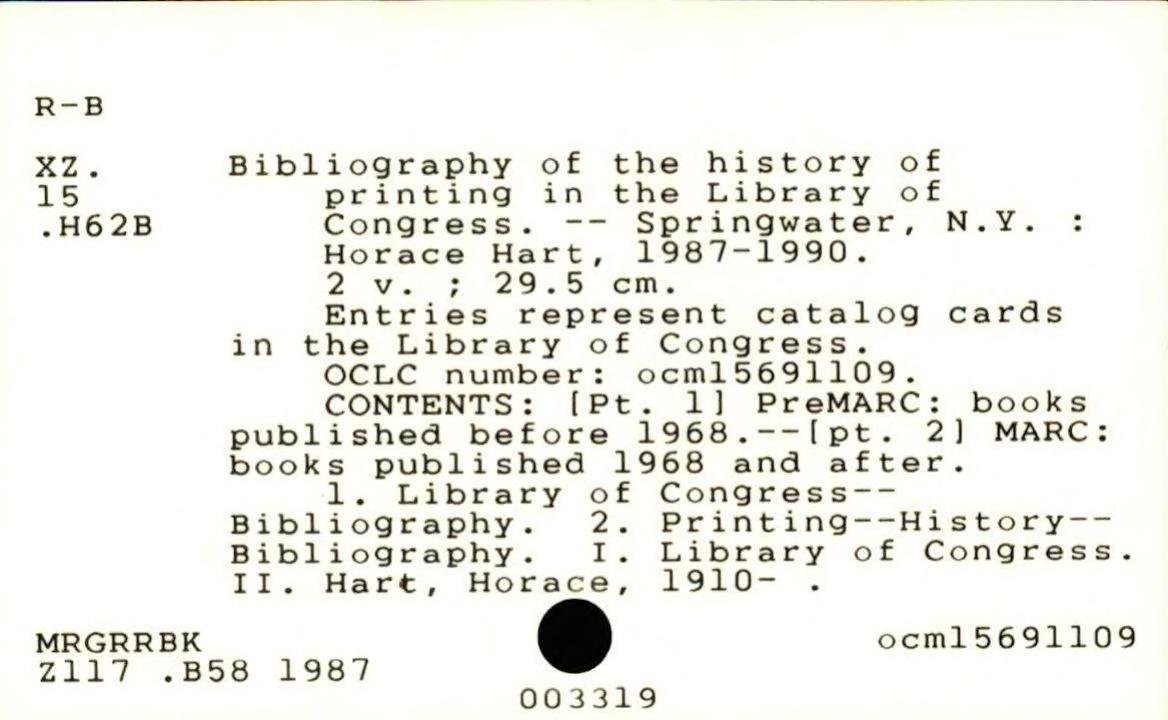 R-B
XZ.
15
.H62B
Bibliography of the history of
printing in the Library of
Congress. -- Springwater, N.Y. :
Horace Hart, 1987-1990.
2 v. ; 29.5 cm.
Entries represent catalog cards
in the Library of Congress.
OCLC number: ocm15691109.
CONTENTS: [Pt. 1] PreMARC: books
published before 1968.--[pt. 2] MARC:
books published 1968 and after.
1. Library of Congress--
Bibliography. 2. Printing--History--
Bibliography. I. Library of Congress.
II. Hart, Horace, 1910- .
MRGRRBK
Z117 .B58 1987
ocm15691109
003319